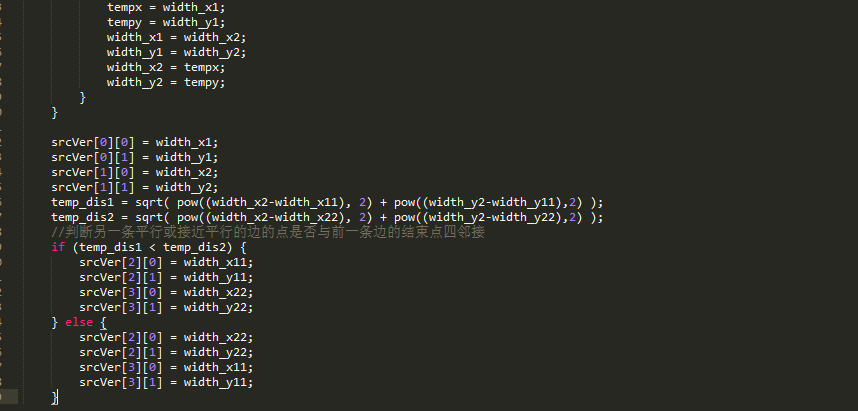 tempx = width_x1;
tempy = width_y1;
width_x1 = width_x2;
width_y1 = width_y2;
width_x2 = tempx;
width_y2 = tempy;
}
}
srcVer[0][0] = width_x1;
srcVer[0][1] = width_y1;
srcVer[1][0] = width_x2;
srcVer[1][1] = width_y2;
temp_dis1 = sqrt( pow((width_x2-width_x11), 2) + pow((width_y2-width_y11),2) );
temp_dis2 = sqrt( pow((width_x2-width_x22), 2) + pow((width_y2-width_y22),2) );
//判断另一条平行或接近平行的边的点是否与前一条边的结束点四邻接
if (temp_dis1 < temp_dis2) {
srcVer[2][0] = width_x11;
srcVer[2][1] = width_y11;
srcVer[3][0] = width_x22;
srcVer[3][1] = width_y22;
} else {
srcVer[2][0] = width_x22;
srcVer[2][1] = width_y22;
srcVer[3][0] = width_x11;
srcVer[3][1] = width_y11;
}